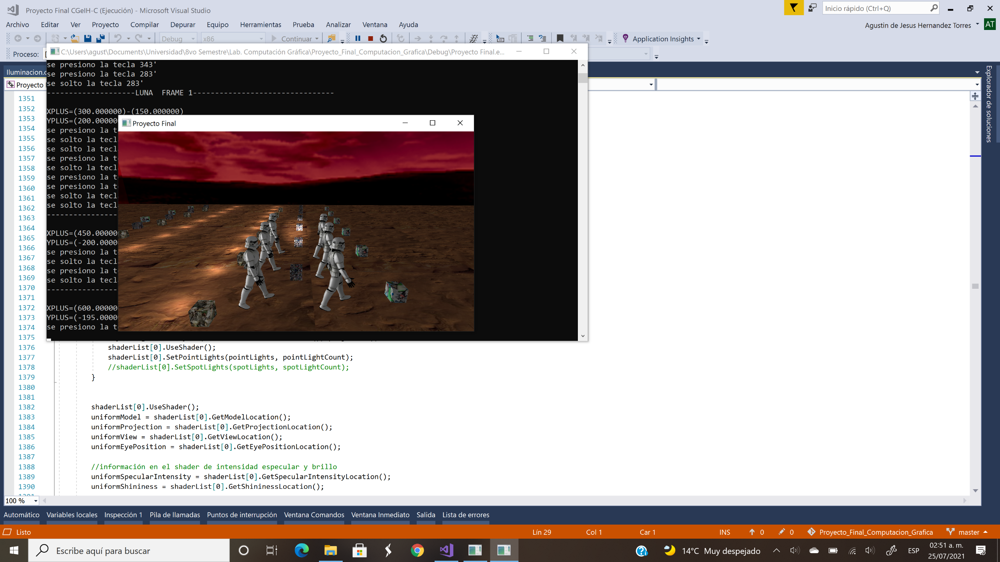 Proyecto Final CGeIH-C (Ejecución) - Microsoft Visual Studio
Inicio rápido (Ctrl+Q)
Archivo Editar Ver Proyecto Compilar Depurar Equipo Herramientas Prueba Analizar Ventana Ayuda
Agustin de Jesus Hernandez Torres AT
Debug x86 Continuar Application Insights
Proceso:
C:\Users\agust\Documents\Universidad\8vo Semestre\Lab. Computación Gráfica\Proyecto_Final_Computacion_Grafica\Debug\Proyecto Final.e...
Iluminacion.c
Proyecto
Explorador de soluciones
se presiono la tecla 343'
se presiono la tecla 283'
se solto la tecla 283'
--------------------LUNA  FRAME 1--------------------------------
XPLUS=(300.000000)-(150.000000)
YPLUS=(200.00000
se presiono la t
se solto la tecl
se solto la tecl
se presiono la t
se solto la tecl
se presiono la t
se presiono la t
se solto la tecl
se solto la tecl
----------------
XPLUS=(450.00000
YPLUS=(-200.0000
se presiono la t
se solto la tecl
se presiono la t
se solto la tecl
----------------
XPLUS=(600.00000
YPLUS=(-195.0000
se presiono la t
Proyecto Final
1351
1352
1353
1354
1355
1356
1357
1358
1359
1360
1361
1362
1363
1364
1365
1366
1367
1368
1369
1370
1371
1372
1373
1374
1375
1376 shaderList[0].UseShader();
1377 shaderList[0].SetPointLights(pointLights, pointLightCount);
1378 //shaderList[0].SetSpotLights(spotLights, spotLightCount);
1379 }
1380
1381
1382 shaderList[0].UseShader();
1383 uniformModel = shaderList[0].GetModelLocation();
1384 uniformProjection = shaderList[0].GetProjectionLocation();
1385 uniformView = shaderList[0].GetViewLocation();
1386 uniformEyePosition = shaderList[0].GetEyePositionLocation();
1387
1388 //información en el shader de intensidad especular y brillo
1389 uniformSpecularIntensity = shaderList[0].GetSpecularIntensityLocation();
1390 uniformShininess = shaderList[0].GetShininessLocation();
100 %
Automático Variables locales Inspección 1 Pila de llamadas Puntos de interrupción Ventana Comandos Ventana Inmediato Salida Lista de errores
Listo Lín 29 Col 1 Car 1 INS 0 0 Proyecto_Final_Computacion_Grafica master
Escribe aquí para buscar
14°C Muy despejado
ESP
02:51 a. m.
25/07/2021